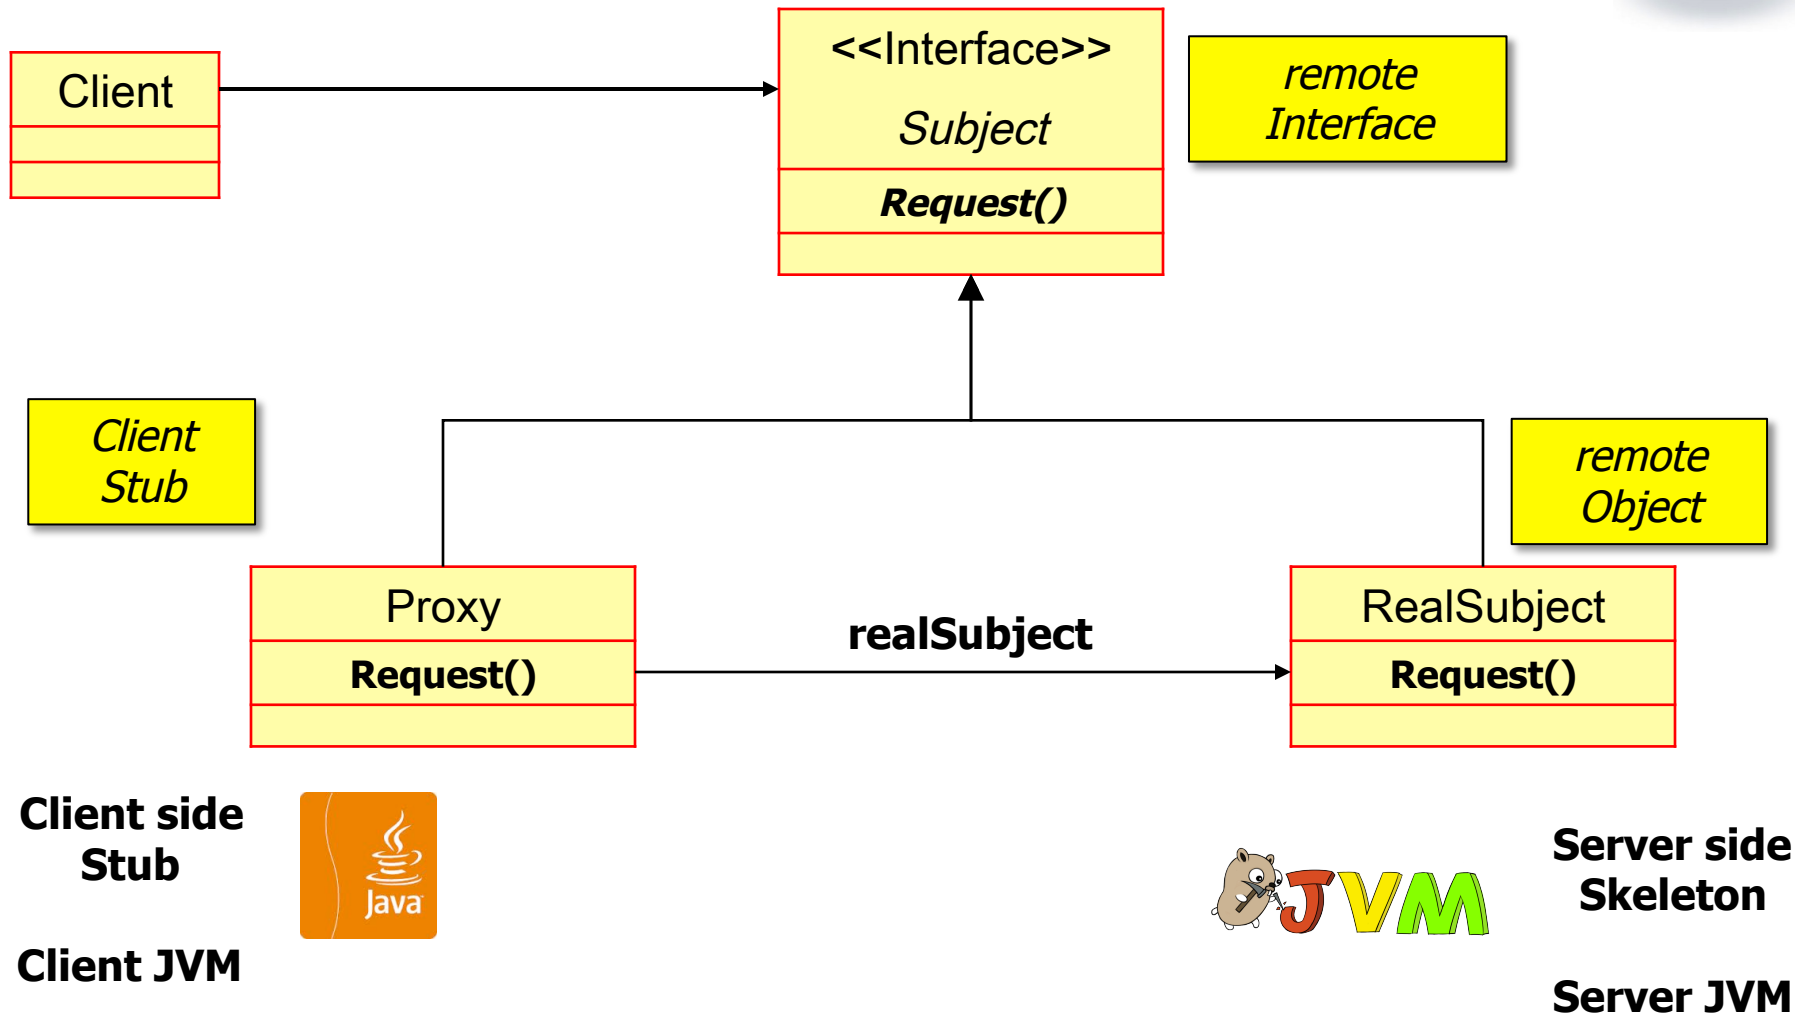 Client
<<Interface>>
Subject
Request()
remote
Interface
Client
Stub
remote
Object
Proxy
Request()
realSubject
RealSubject
Request()
Client side
Stub
Java
Client JVM
JVM
Server side
Skeleton
Server JVM